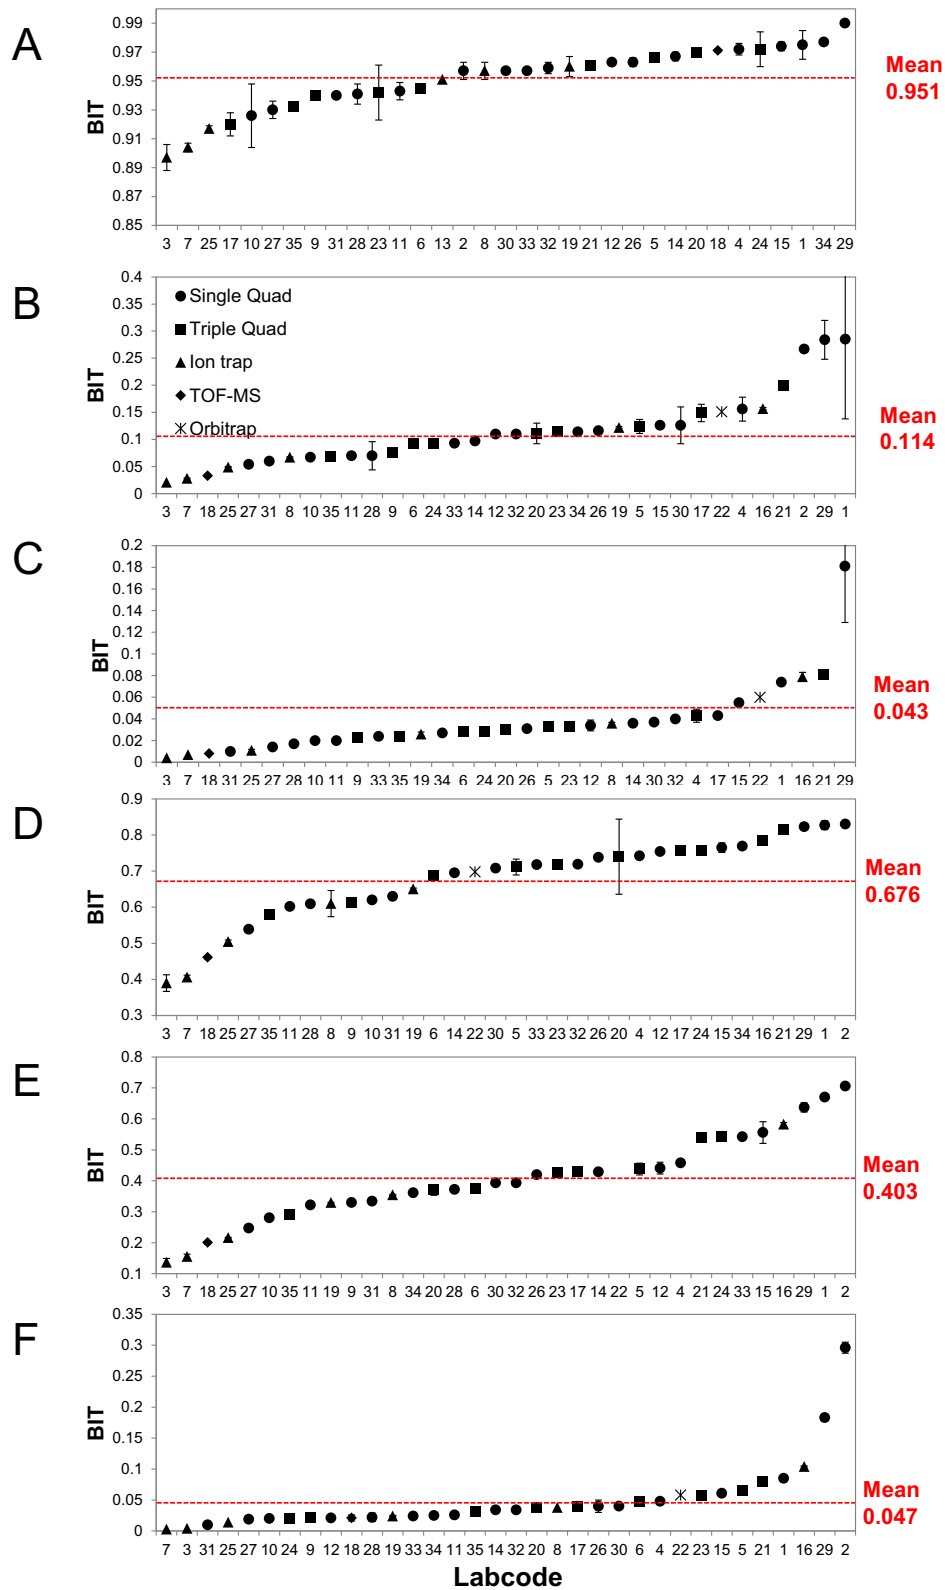 A
BIT
0.99
0.97
0.95
0.93
0.91
0.89
0.87
0.85
Mean
0.951
3 7 25 17 10 27 35 9 31 28 23 11 6 13 2 8 30 33 32 19 21 12 26 5 14 20 18 4 24 15 1 34 29
B
BIT
0.4
0.35
0.3
0.25
0.2
0.15
0.1
0.05
0
Single Quad
Triple Quad
Ion trap
TOF-MS
Orbitrap
Mean
0.114
3 7 18 25 27 31 8 10 35 11 28 9 6 24 33 14 12 32 20 23 34 26 19 5 15 30 17 22 4 16 21 2 29 1
C
BIT
0.2
0.18
0.16
0.14
0.12
0.1
0.08
0.06
0.04
0.02
0
Mean
0.043
3 7 18 31 25 27 28 10 11 9 33 35 19 34 6 24 20 26 5 23 12 8 14 30 32 4 17 15 22 1 16 21 29
D
BIT
0.9
0.8
0.7
0.6
0.5
0.4
0.3
Mean
0.676
3 7 18 25 27 35 11 28 8 9 10 31 19 6 14 22 30 5 33 23 32 26 20 4 12 17 24 15 34 16 21 29 1 2
E
BIT
0.8
0.7
0.6
0.5
0.4
0.3
0.2
0.1
Mean
0.403
3 7 18 25 27 10 35 11 19 9 31 8 34 20 28 6 30 32 26 23 17 14 22 5 12 4 21 24 33 15 16 29 1 2
F
BIT
0.35
0.3
0.25
0.2
0.15
0.1
0.05
0
Mean
0.047
7 3 31 25 27 10 24 9 12 18 28 19 33 34 11 35 14 32 20 8 17 26 30 6 4 22 23 15 5 21 1 16 29 2
Labcode